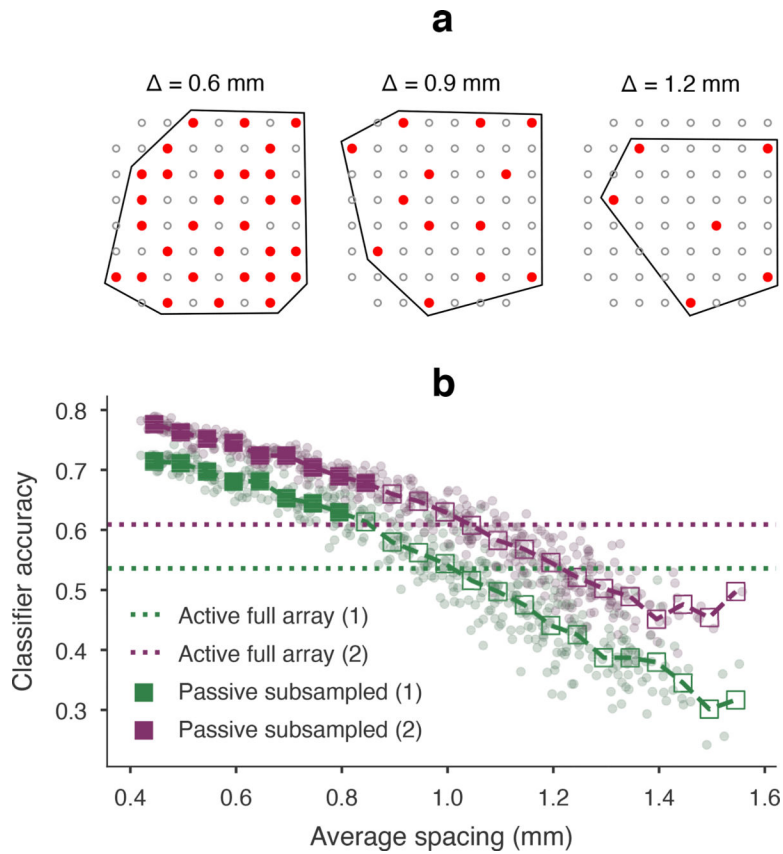 a
Δ = 0.6 mm
Δ = 0.9 mm
Δ = 1.2 mm
b
Classifier accuracy
0.8
0.7
0.6
0.5
0.4
0.3
Active full array (1)
Active full array (2)
Passive subsampled (1)
Passive subsampled (2)
0.4
0.6
0.8
1.0
1.2
1.4
1.6
Average spacing (mm)